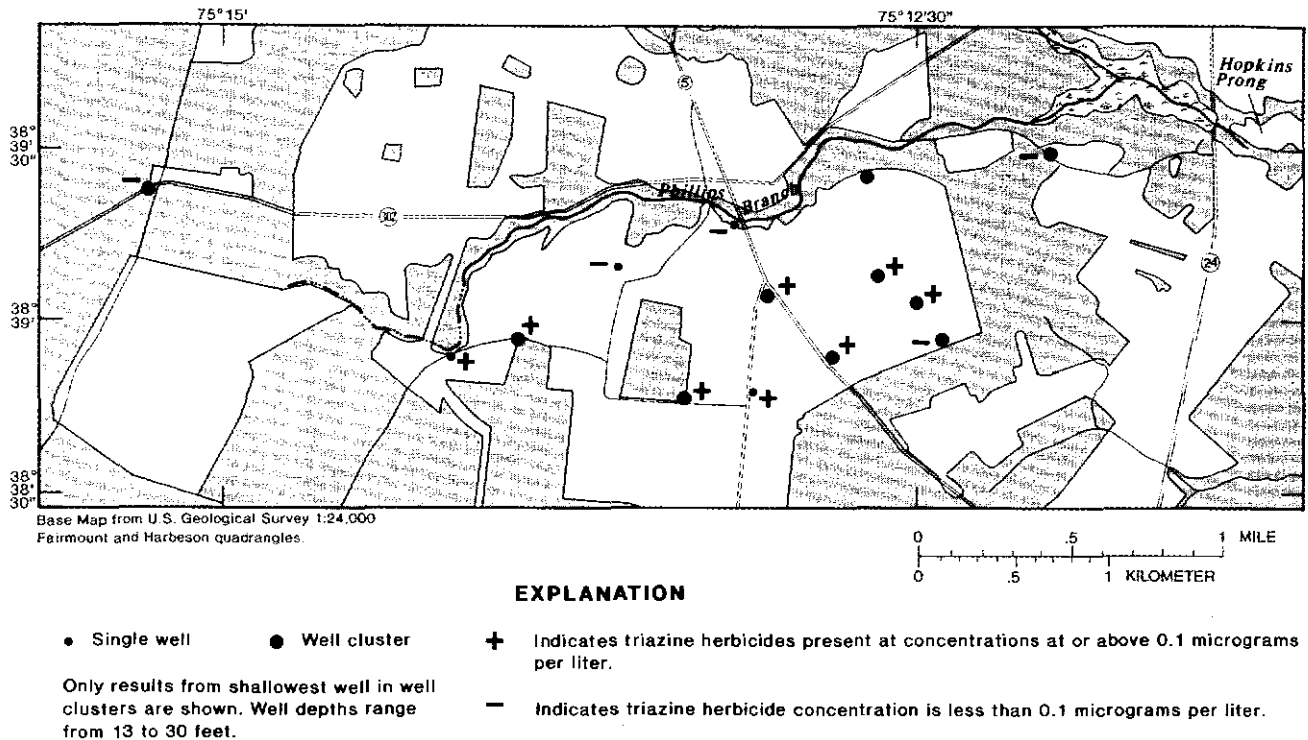 75° 15'
75° 12'30"
Hopkins
Prong
5
38°
39'
30"
Phillips Branch
302
24
38°
39'
38°
38'
30"
Base Map from U.S. Geological Survey 1:24,000
Fairmount and Harbeson quadrangles.
0 .5 1 MILE
0 .5 1 KILOMETER
EXPLANATION
Single well
Well cluster
+ Indicates triazine herbicides present at concentrations at or above 0.1 micrograms
per liter.
Only results from shallowest well in well
clusters are shown. Well depths range
from 13 to 30 feet.
– Indicates triazine herbicide concentration is less than 0.1 micrograms per liter.